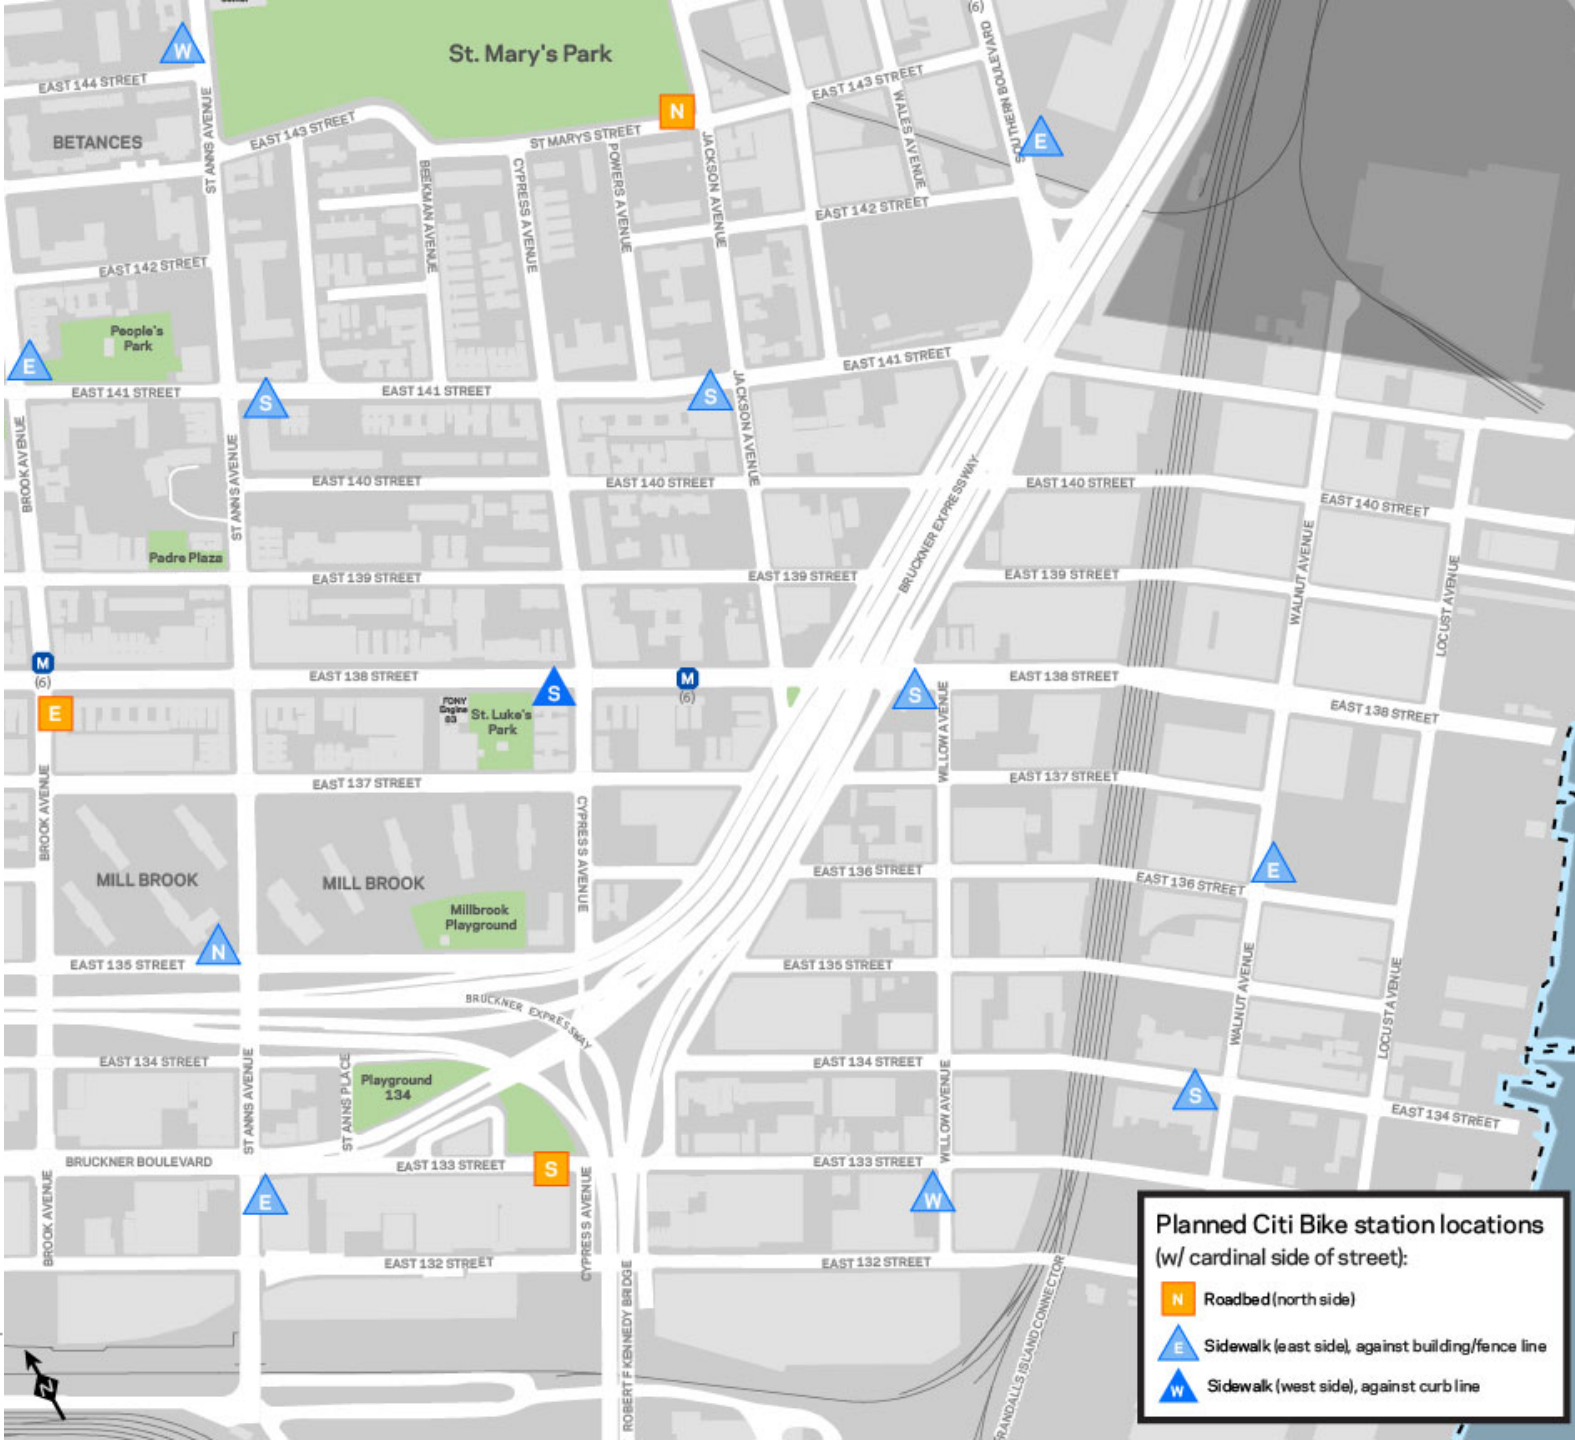 (6)
W
St. Mary's Park
SOUTHERN BOULEVARD
EAST 144 STREET
EAST 143 STREET
N
WALES AVENUE
ST ANNS AVENUE
BETANCES
EAST 143 STREET
ST MARYS STREET
E
JACKSON AVENUE
POWERS AVENUE
BEEKMAN AVENUE
CYPRESS AVENUE
EAST 142 STREET
EAST 142 STREET
People's
Park
E
EAST 141 STREET
EAST 141 STREET
EAST 141 STREET
S
S
JACKSON AVENUE
BROOK AVENUE
ST ANNS AVENUE
EAST 140 STREET
EAST 140 STREET
EAST 140 STREET
EAST 140 STREET
BRUCKNER EXPRESSWAY
WALNUT AVENUE
Padre Plaza
EAST 139 STREET
EAST 139 STREET
EAST 139 STREET
LOCUST AVENUE
M
(6)
EAST 138 STREET
S
M
(6)
S
EAST 138 STREET
EAST 138 STREET
E
FDNY
Engine
83
St. Luke's
Park
WILLOW AVENUE
EAST 137 STREET
EAST 137 STREET
BROOK AVENUE
CYPRESS AVENUE
MILL BROOK
MILL BROOK
EAST 136 STREET
EAST 136 STREET
E
Millbrook
Playground
N
EAST 135 STREET
EAST 135 STREET
WALNUT AVENUE
LOCUST AVENUE
BRUCKNER EXPRESSWAY
EAST 134 STREET
ST ANNS AVENUE
ST ANNS PLACE
Playground
134
EAST 134 STREET
WILLOW AVENUE
S
EAST 134 STREET
BRUCKNER BOULEVARD
EAST 133 STREET
S
EAST 133 STREET
E
W
BROOK AVENUE
CYPRESS AVENUE
EAST 132 STREET
EAST 132 STREET
ROBERT F KENNEDY BRIDGE
RANDALLS ISLAND CONNECTOR
N
Planned Citi Bike station locations
(w/ cardinal side of street):
N Roadbed (north side)
E Sidewalk (east side), against building/fence line
W Sidewalk (west side), against curb line